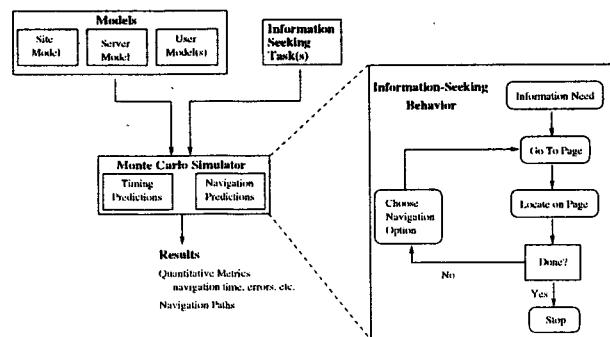 Models
Site
Model
Server
Model
User
Model(s)
Information
Seeking
Task(s)
Monte Carlo Simulator
Timing
Predictions
Navigation
Predictions
Results
Quantitative Metrics
navigation time, errors, etc.
Navigation Paths
Information-Seeking
Behavior
Information Need
Go To Page
Locate on Page
Choose
Navigation
Option
Done?
No
Yes
Stop